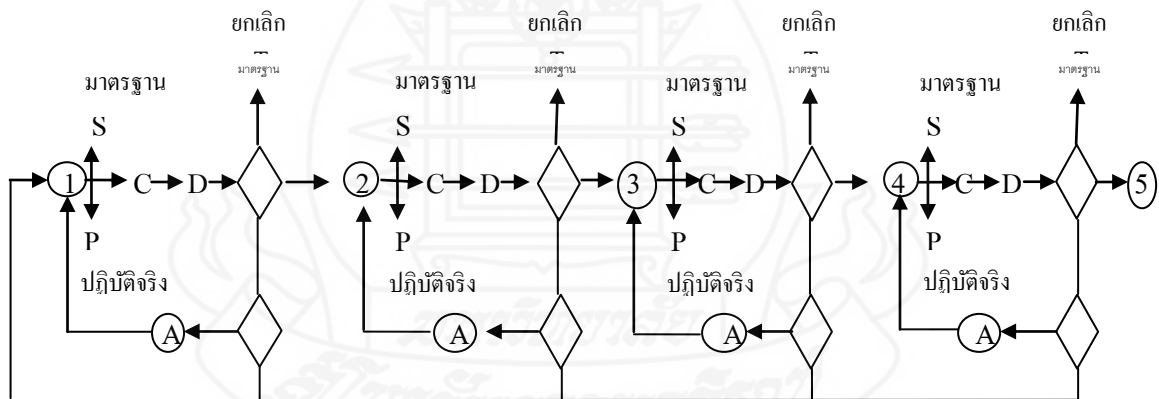 ยกเลิก ยกเลิก ยกเลิก ยกเลิก
มาตรฐาน มาตรฐาน มาตรฐาน มาตรฐาน
มาตรฐาน มาตรฐาน มาตรฐาน มาตรฐาน
S S S S
1 C D 2 C D 3 C D 4 C D 5
P P P P
ปฏิบัติจริง ปฏิบัติจริง ปฏิบัติจริง ปฏิบัติจริง
A A A A